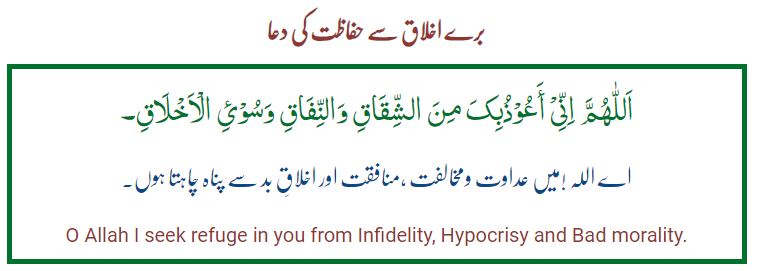 برے اخلاق سے حفاظت کی دعا
اَللّٰهُمَّ اِنِّیْ أَعُوْذُبِکَ مِنَ الشِّقَاقِ وَالنِّفَاقِ وَسُوْئِ الْاَخْلَاقِ۔
اے اللہ !میں عداوت ومخالفت ،منافقت اور اخلاقِ بد سے پناہ چاہتا ہوں۔
O Allah I seek refuge in you from Infidelity, Hypocrisy and Bad morality.